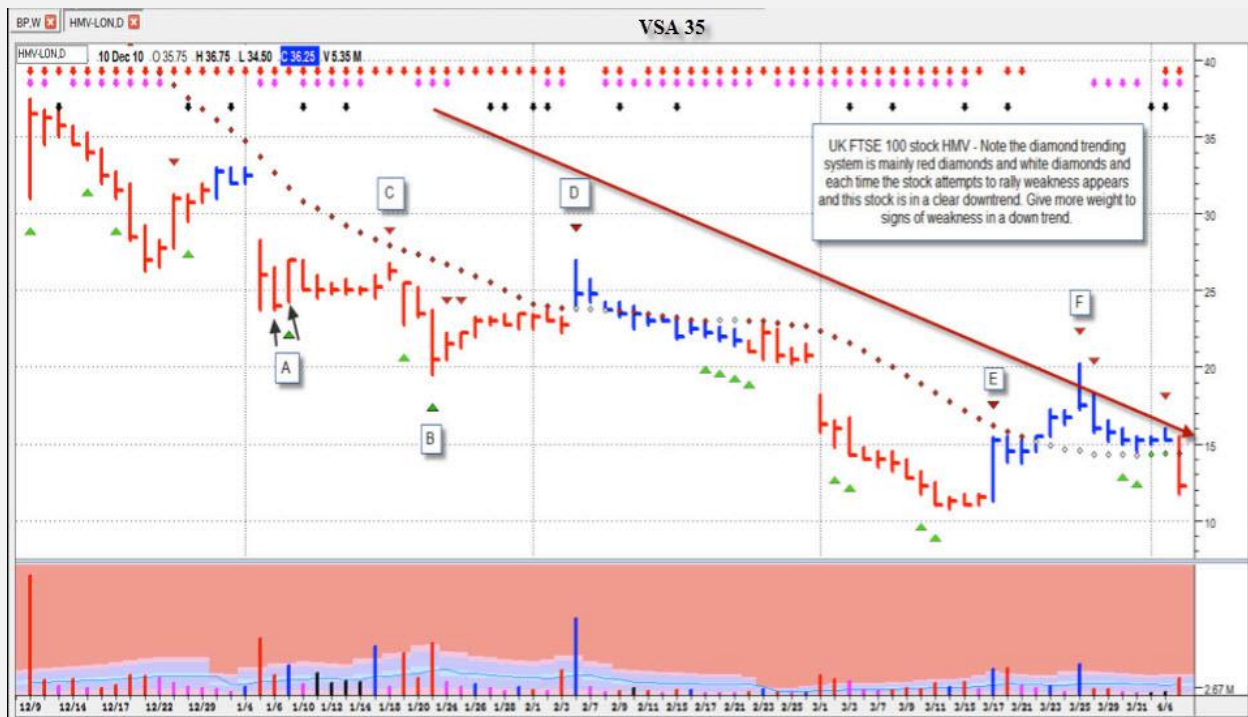 BP,W HMV-LON,D
VSA 35
HMV-LON,D 10 Dec 10 O 35.75 H 36.75 L 34.50 C 36.25 V 5.35 M
40
35
30
25
20
15
10
UK FTSE 100 stock HMV - Note the diamond trending
system is mainly red diamonds and white diamonds and
each time the stock attempts to rally weakness appears
and this stock is in a clear downtrend. Give more weight to
signs of weakness in a down trend.
C
D
A
B
E
F
2.67 M
12/9 12/14 12/17 12/22 12/29 1/4 1/6 1/10 1/12 1/14 1/18 1/20 1/24 1/26 1/28 2/1 2/3 2/7 2/9 2/11 2/15 2/17 2/21 2/23 2/25 3/1 3/3 3/7 3/9 3/11 3/15 3/17 3/21 3/23 3/25 3/29 3/31 4/6